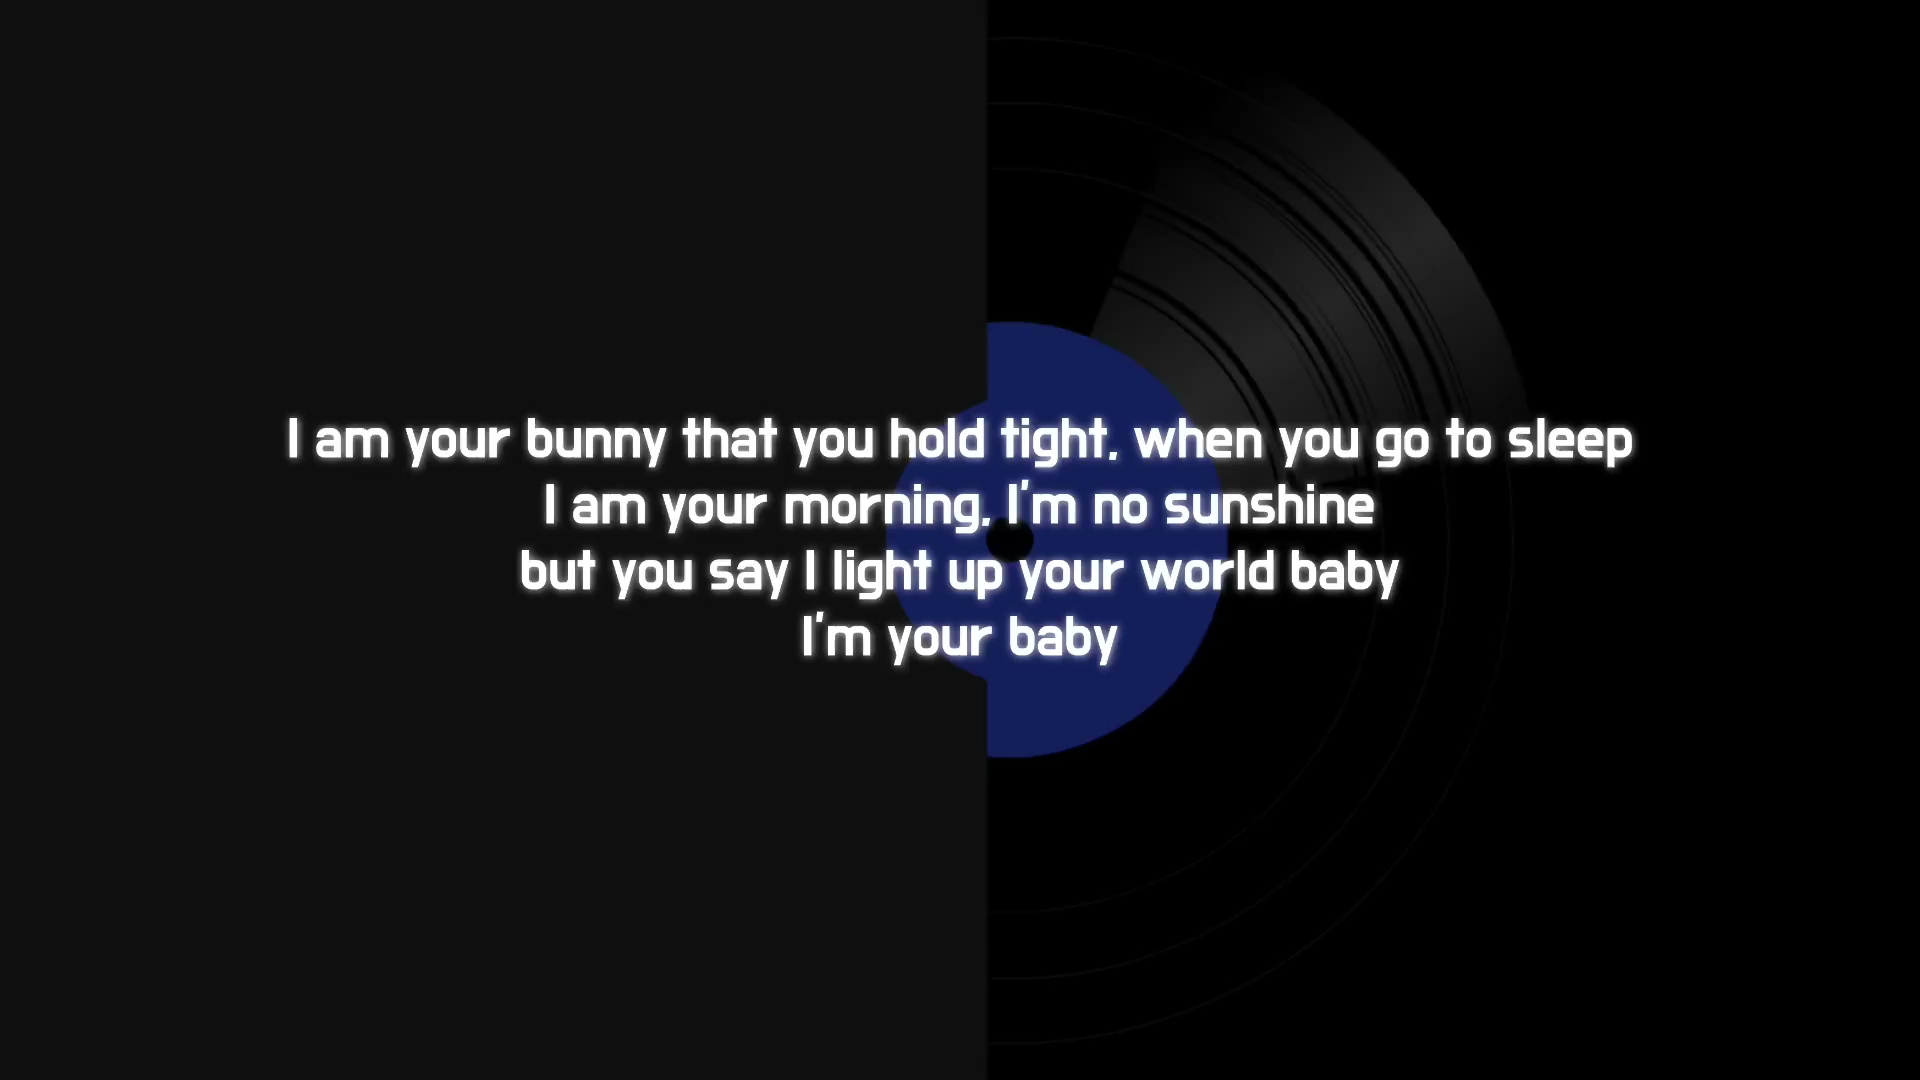 I am your bunny that you hold tight, when you go to sleep
I am your morning, I'm no sunshine
but you say I light up your world baby
I'm your baby